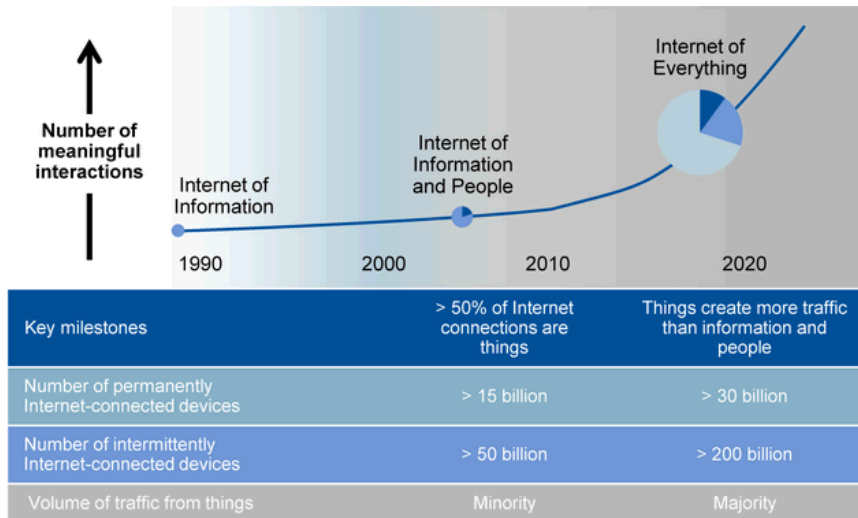 Number of
meaningful
interactions
Internet of
Information
Internet of
Information
and People
Internet of
Everything
1990
2000
2010
2020
Key milestones
> 50% of Internet
connections are
things
Things create more traffic
than information and
people
Number of permanently
Internet-connected devices
> 15 billion
> 30 billion
Number of intermittently
Internet-connected devices
> 50 billion
> 200 billion
Volume of traffic from things
Minority
Majority